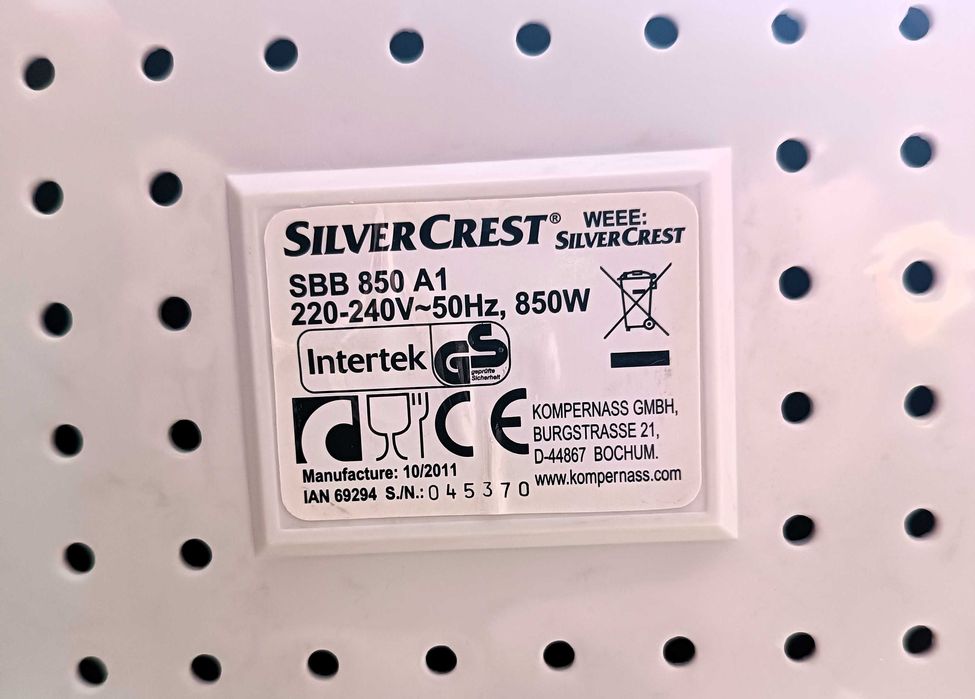 SILVERCREST® WEEE:
SILVERCREST
SBB 850 A1
220-240V~50Hz, 850W
Intertek GS
geprüfte
Sicherheit
CE
KOMPERNASS GMBH,
BURGSTRASSE 21,
D-44867 BOCHUM.
www.kompernass.com
Manufacture: 10/2011
IAN 69294 S./N.: 045370